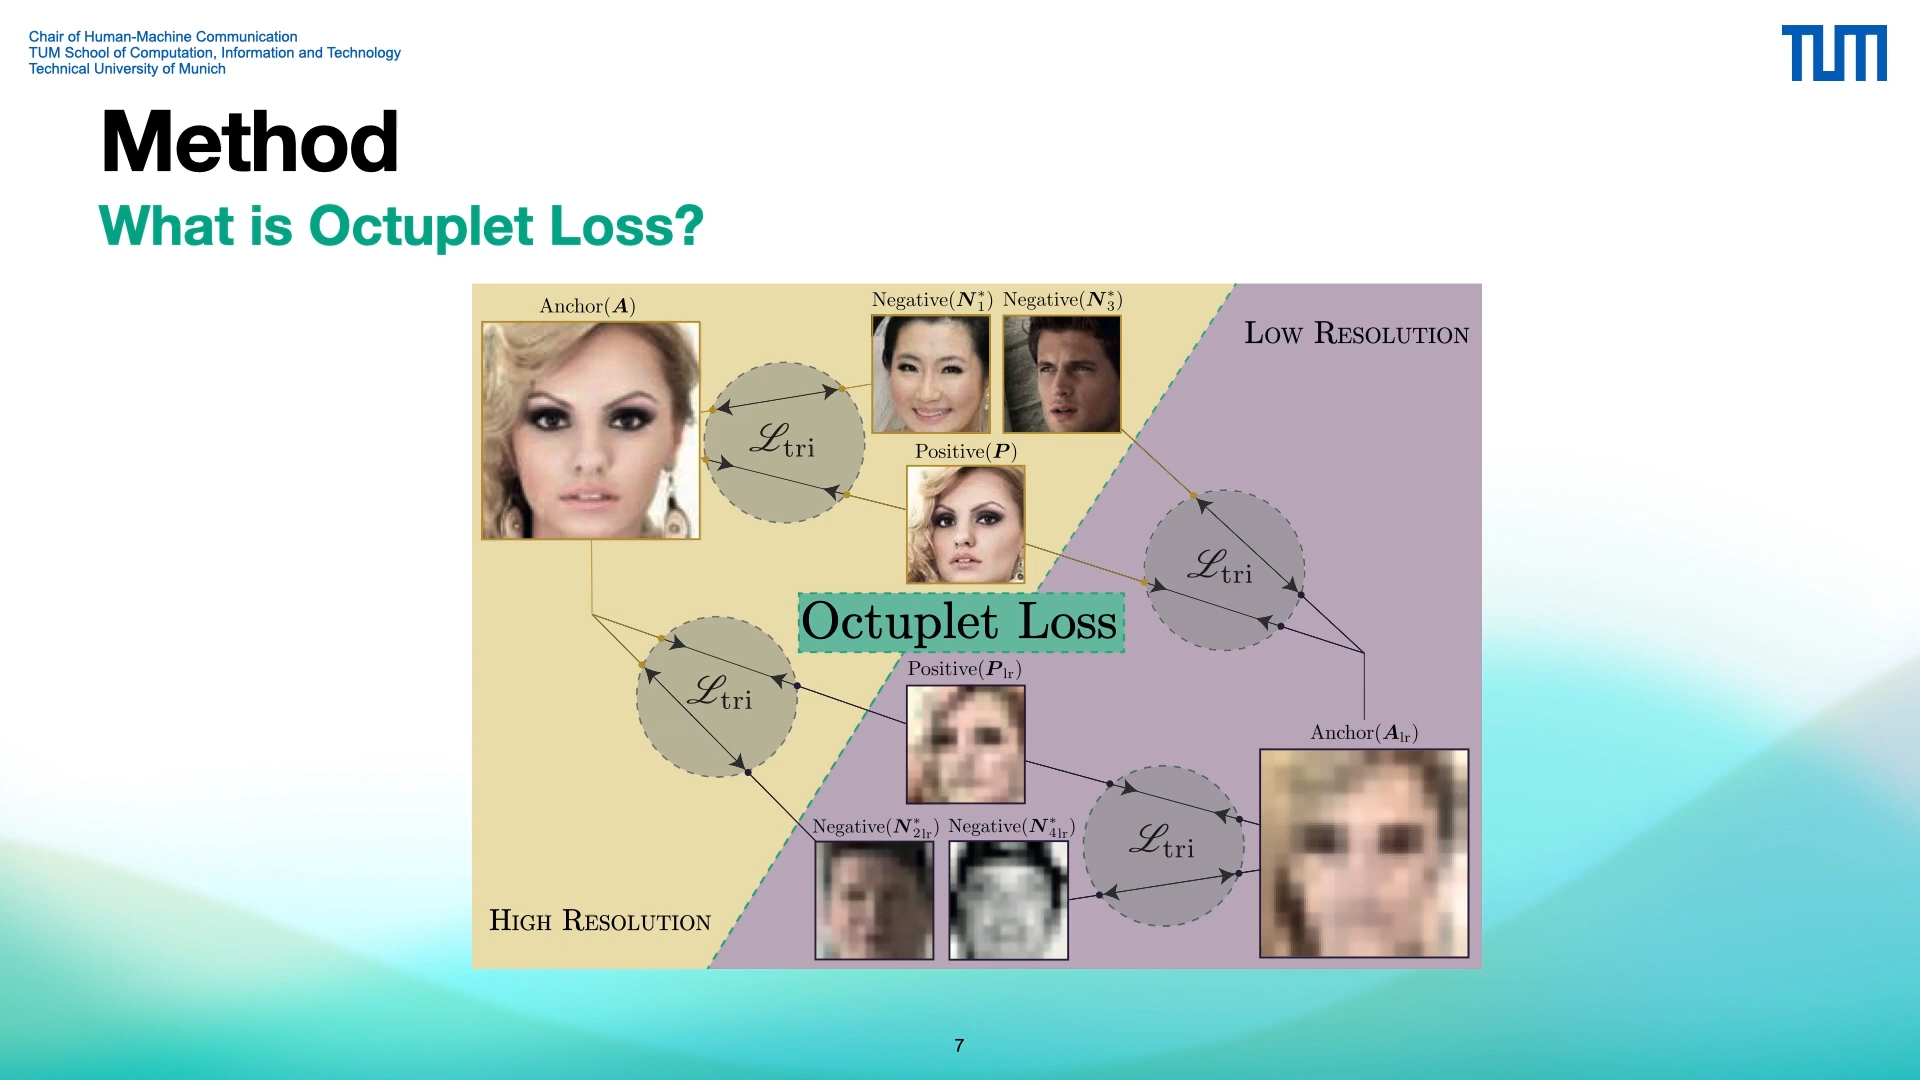 Chair of Human-Machine Communication
TUM School of Computation, Information and Technology
Technical University of Munich
TUM
Method
What is Octuplet Loss?
Anchor(A)
Negative(N*1) Negative(N*3)
LOW RESOLUTION
ℒtri
Positive(P)
ℒtri
Octuplet Loss
Positive(Plr)
ℒtri
Anchor(Alr)
Negative(N*2lr) Negative(N*4lr)
ℒtri
HIGH RESOLUTION
7